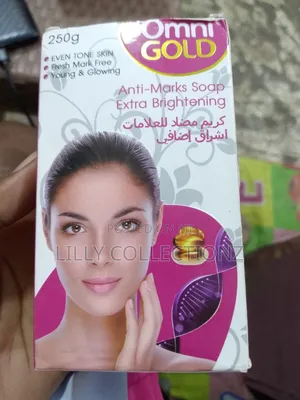 Omni
GOLD
250g
• EVEN TONE SKIN
• Fresh Mark Free
• Young & Glowing
Anti-Marks Soap
Extra Brightening
كريم مضاد للعلامات
اشراق إضافي
LILLY COLLECTIONZ